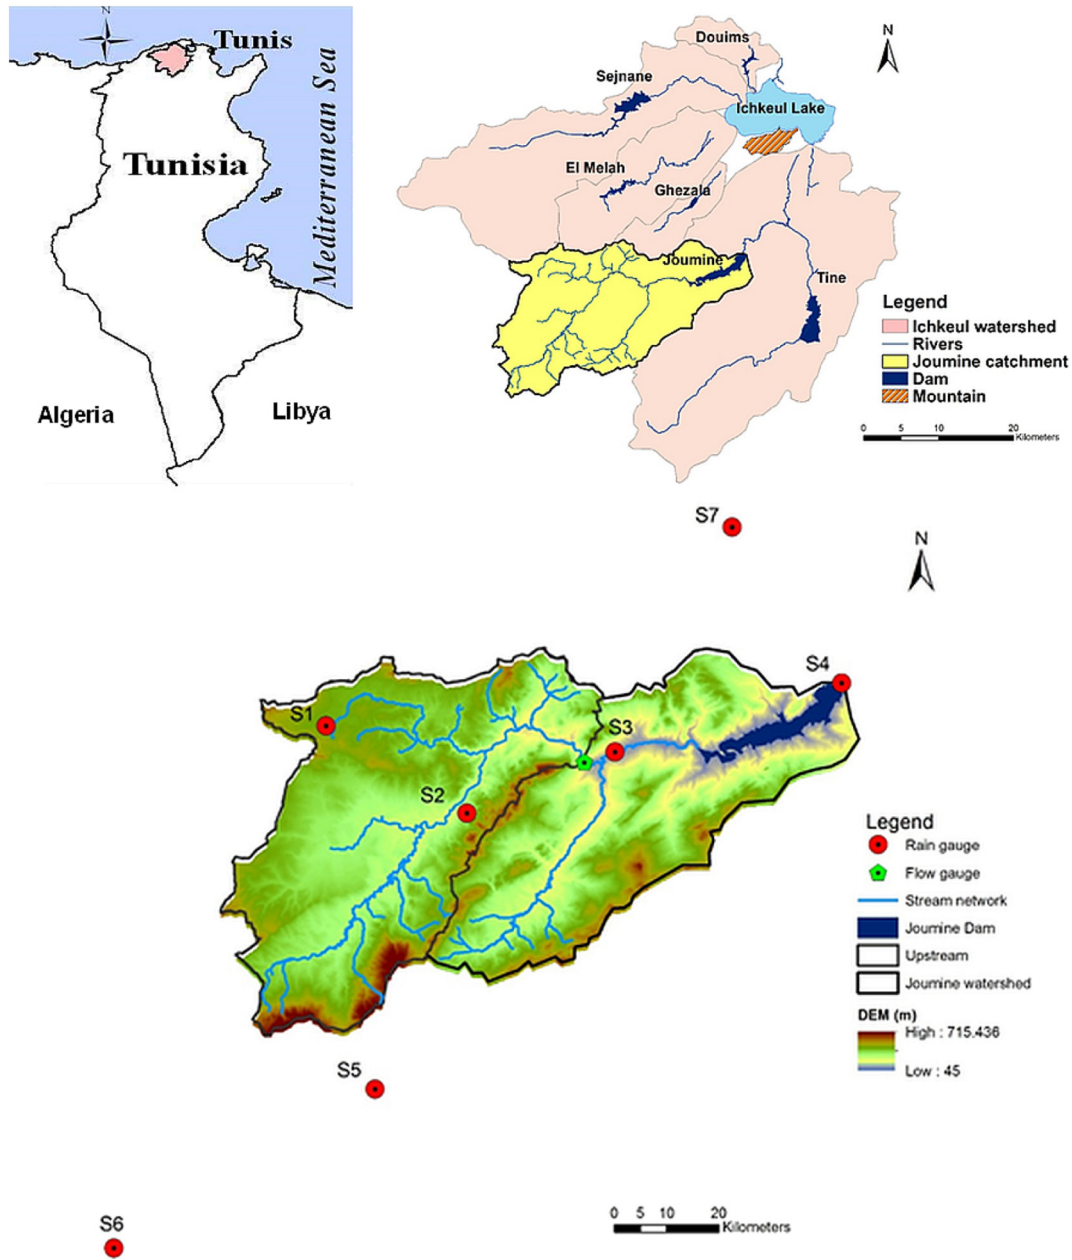 N
Tunis
Tunisia
Mediterranean Sea
Algeria
Libya
Douims
N
Sejnane
Ichkeul Lake
El Melah
Ghezala
Joumine
Tine
Legend
Ichkeul watershed
Rivers
Joumine catchment
Dam
Mountain
0 5 10 20
Kilometers
S7
N
S4
S1
S3
S2
Legend
Rain gauge
Flow gauge
Stream network
Joumine Dam
Upstream
Joumine watershed
DEM (m)
High : 715.436
Low : 45
S5
S6
0 5 10 20
Kilometers